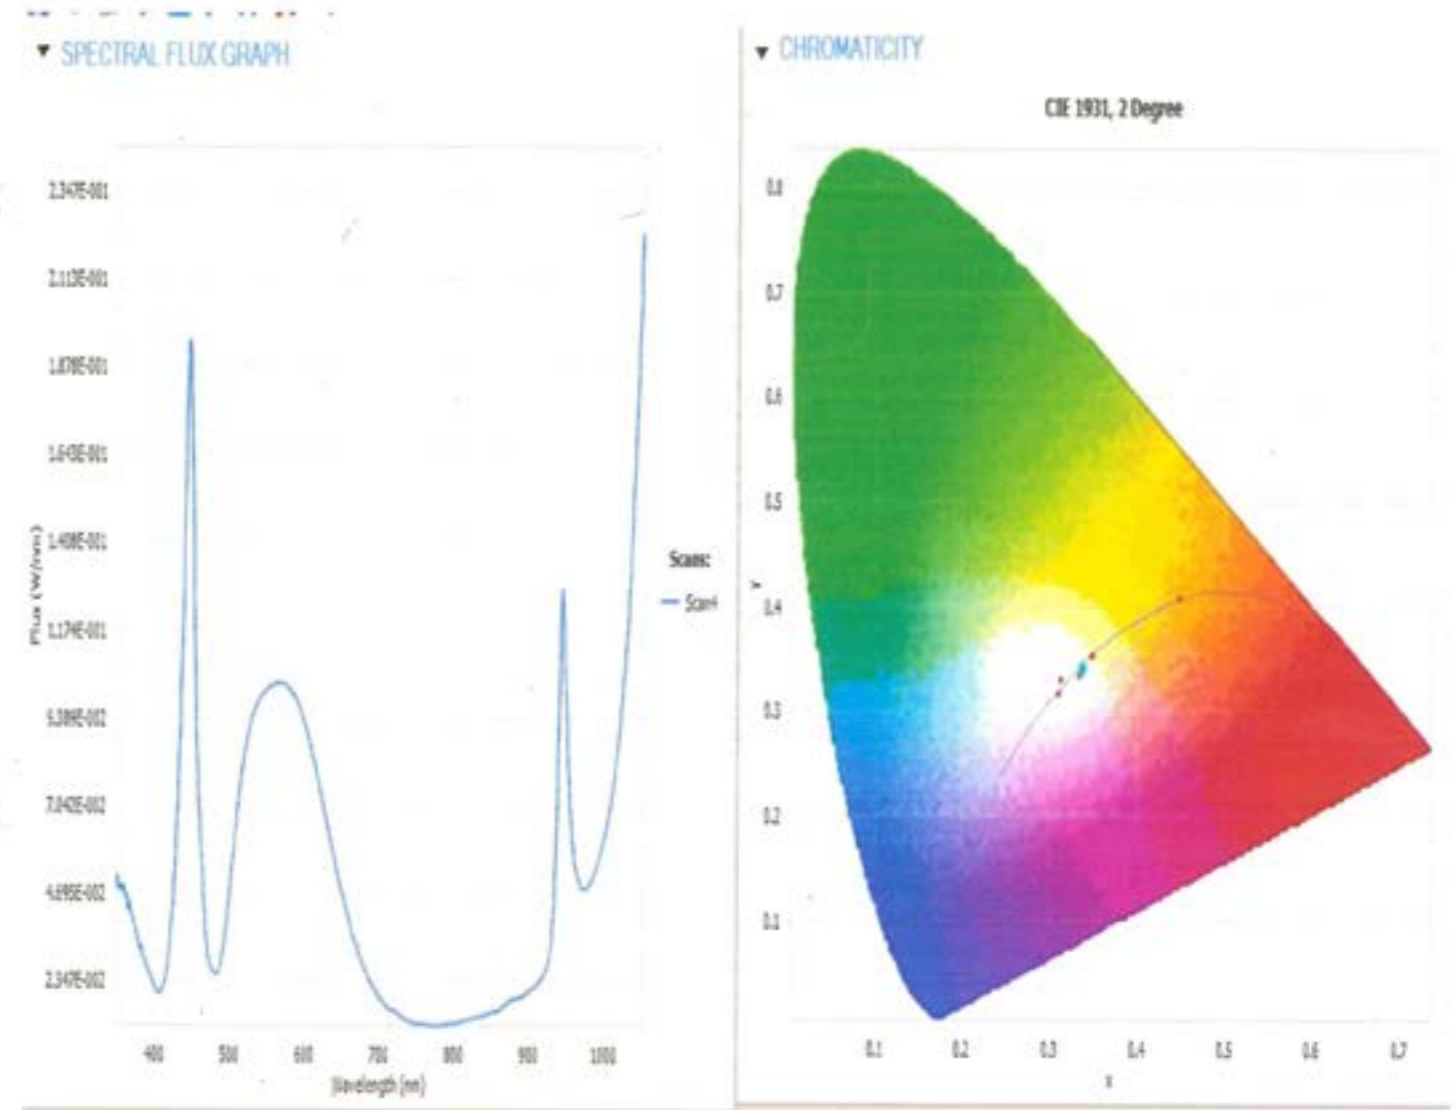 SPECTRAL FLUX GRAPH
2.347E-001
2.113E-001
1.878E-001
1.643E-001
1.408E-001
1.174E-001
9.389E-002
7.042E-002
4.695E-002
2.347E-002
Flux (W/nm)
400 500 600 700 800 900 1000
Wavelength (nm)
Scans:
Scan4
CHROMATICITY
CIE 1931, 2 Degree
0.8
0.7
0.6
0.5
0.4
0.3
0.2
0.1
Y
0.1 0.2 0.3 0.4 0.5 0.6 0.7
X